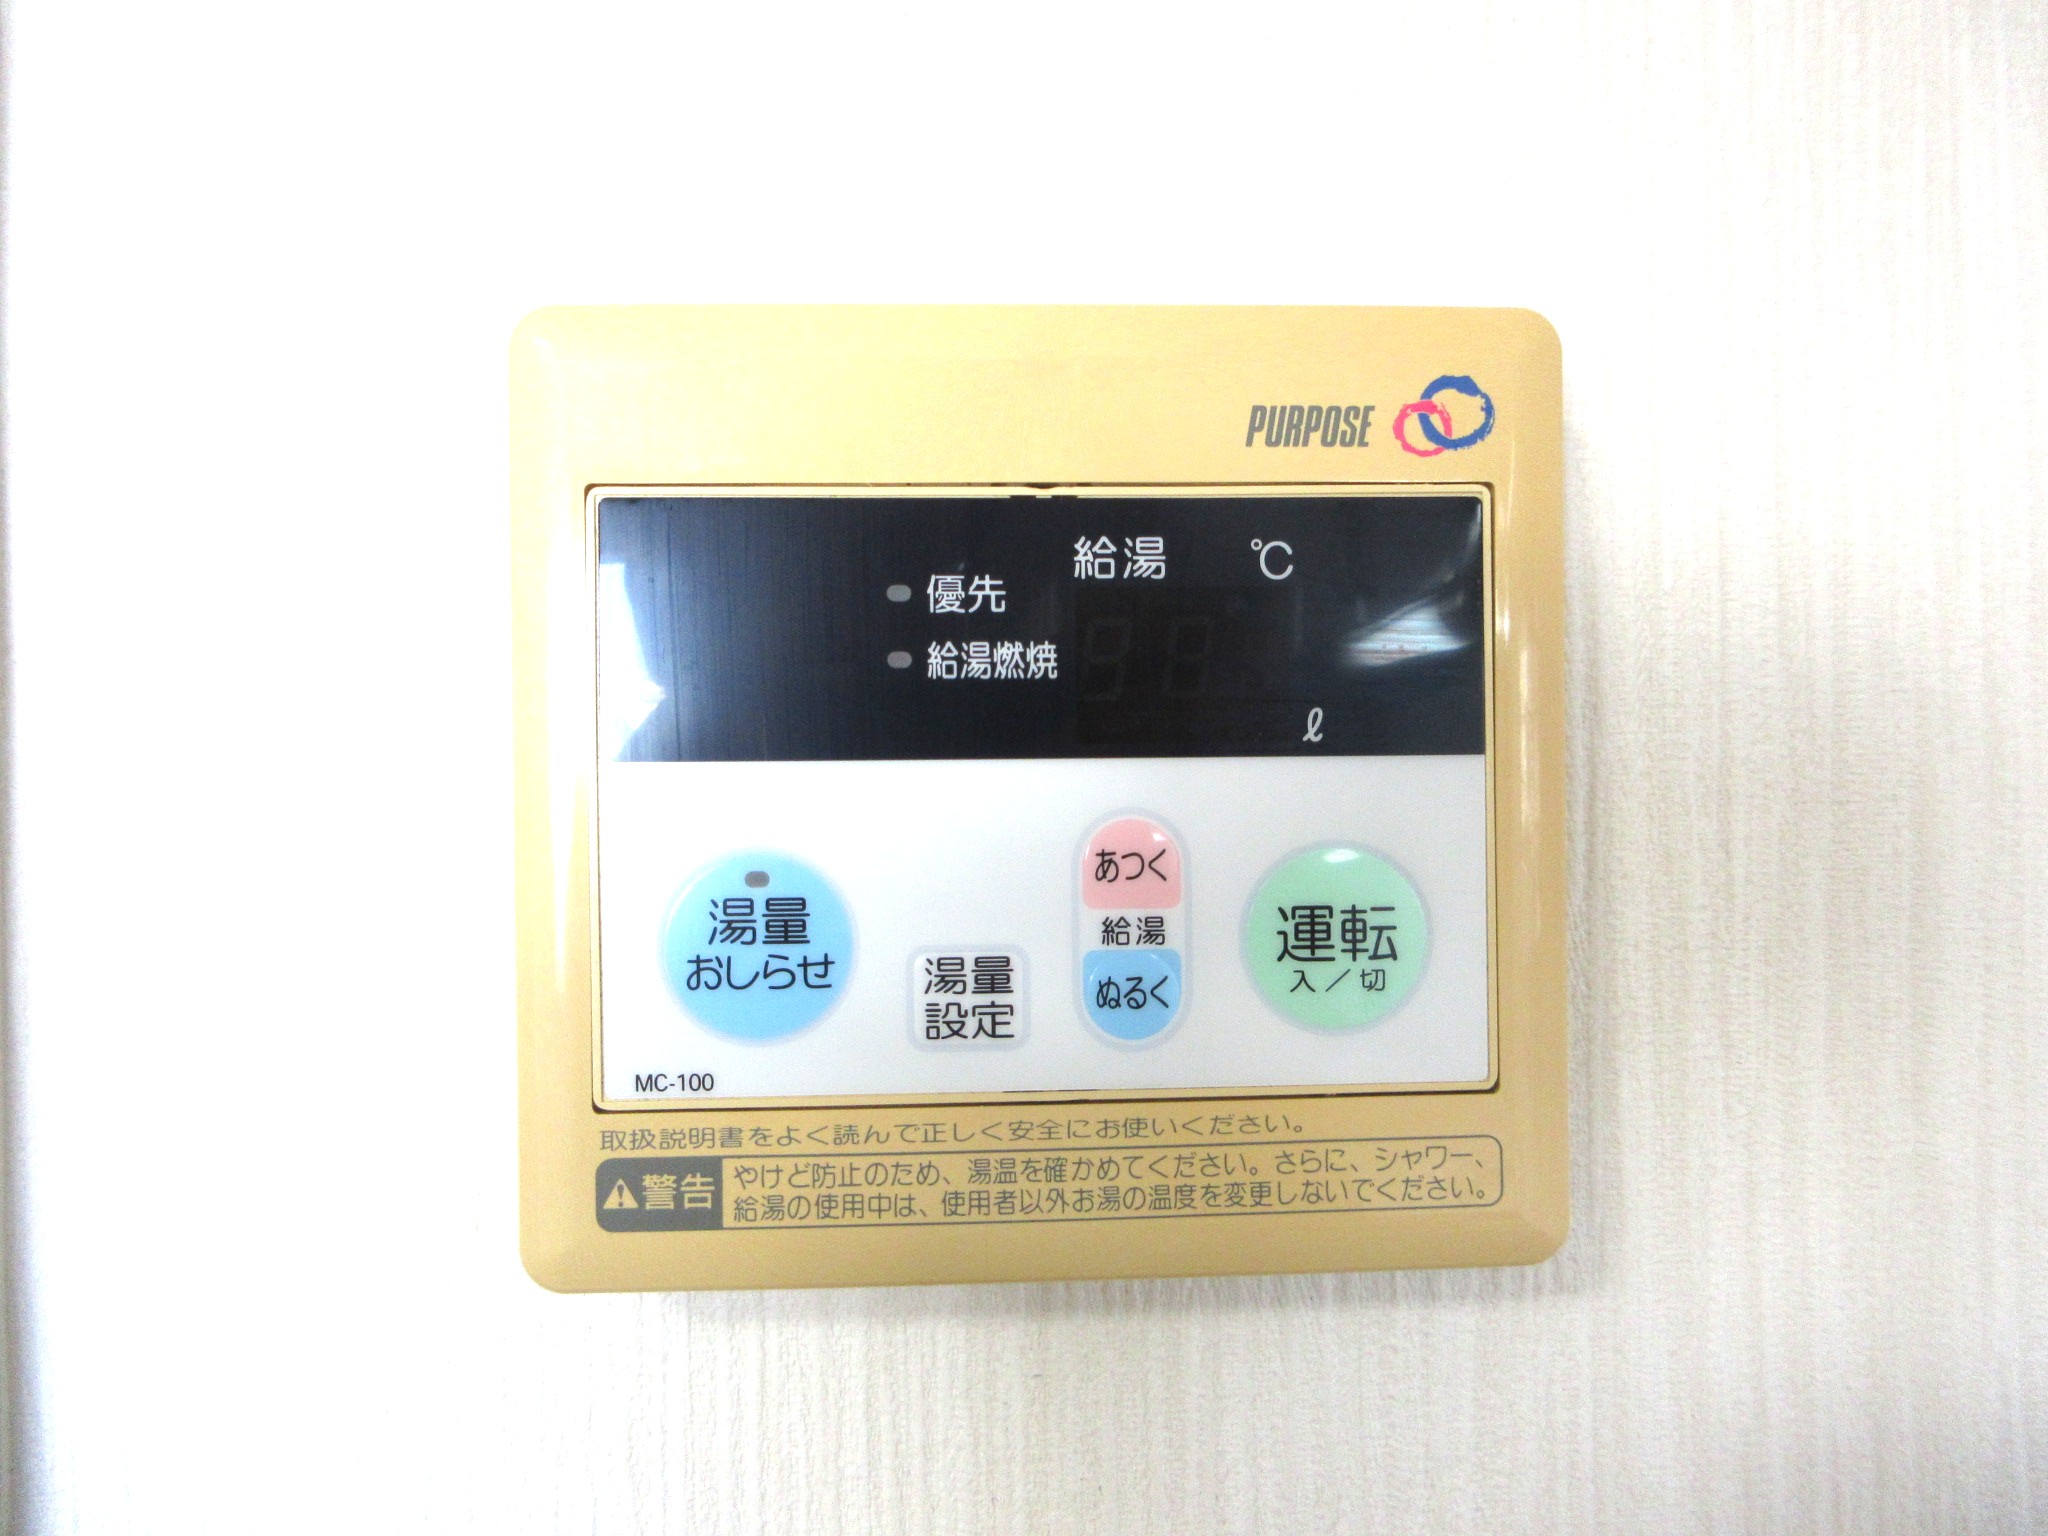 PURPOSE
給湯 ℃
優先
給湯燃焼
ℓ
あつく
給湯
ぬるく
湯量
おしらせ
湯量
設定
運転
入/切
MC-100
取扱説明書をよく読んで正しく安全にお使いください。
警告
やけど防止のため、湯温を確かめてください。さらに、シャワー、
給湯の使用中は、使用者以外お湯の温度を変更しないでください。